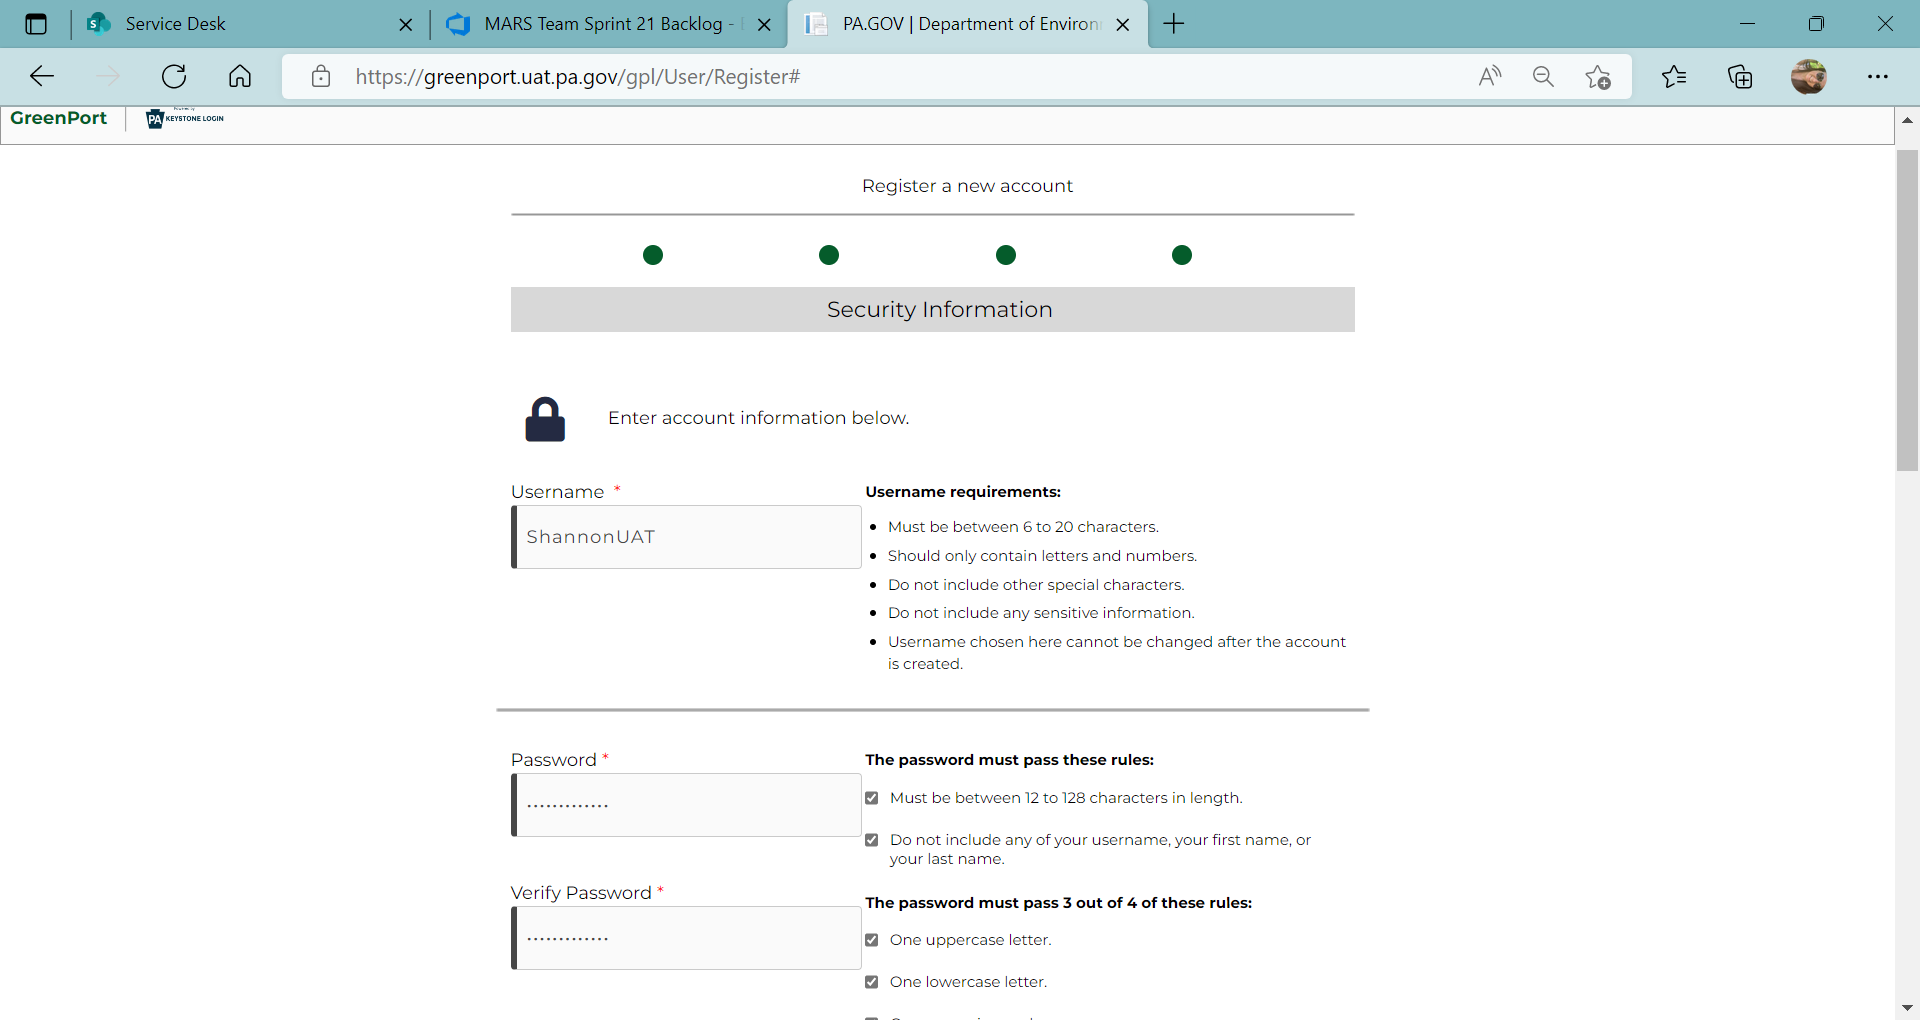 Service Desk
MARS Team Sprint 21 Backlog -
PA.GOV | Department of Environ
https://greenport.uat.pa.gov/gpl/User/Register#
GreenPort
Powered by
PA KEYSTONE LOGIN
Register a new account
Security Information
Enter account information below.
Username *
ShannonUAT
Username requirements:
Must be between 6 to 20 characters.
Should only contain letters and numbers.
Do not include other special characters.
Do not include any sensitive information.
Username chosen here cannot be changed after the account
is created.
Password *
.............
The password must pass these rules:
Must be between 12 to 128 characters in length.
Do not include any of your username, your first name, or
your last name.
Verify Password *
.............
The password must pass 3 out of 4 of these rules:
One uppercase letter.
One lowercase letter.